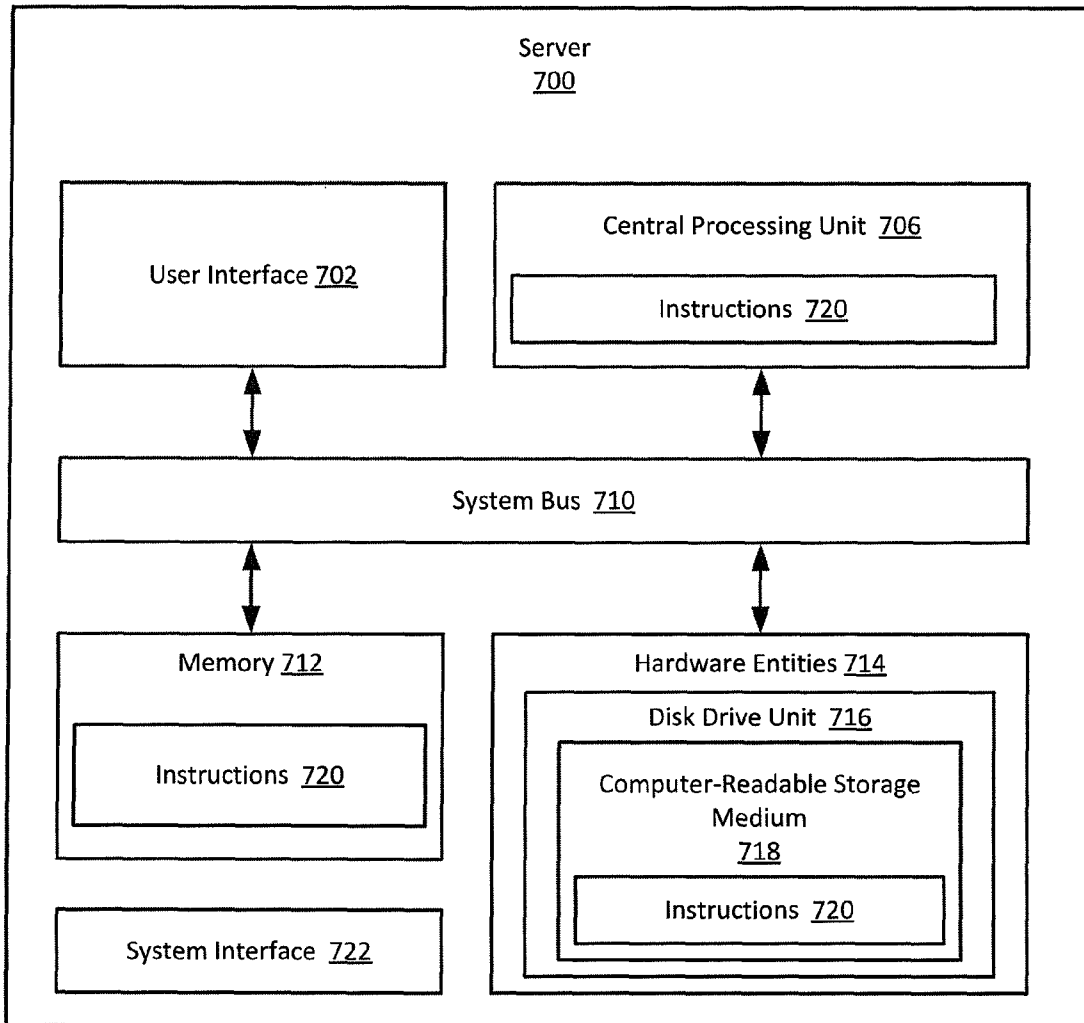 Server
700
User Interface 702
Central Processing Unit 706
Instructions 720
System Bus 710
Memory 712
Instructions 720
Hardware Entities 714
Disk Drive Unit 716
Computer-Readable Storage
Medium
718
Instructions 720
System Interface 722